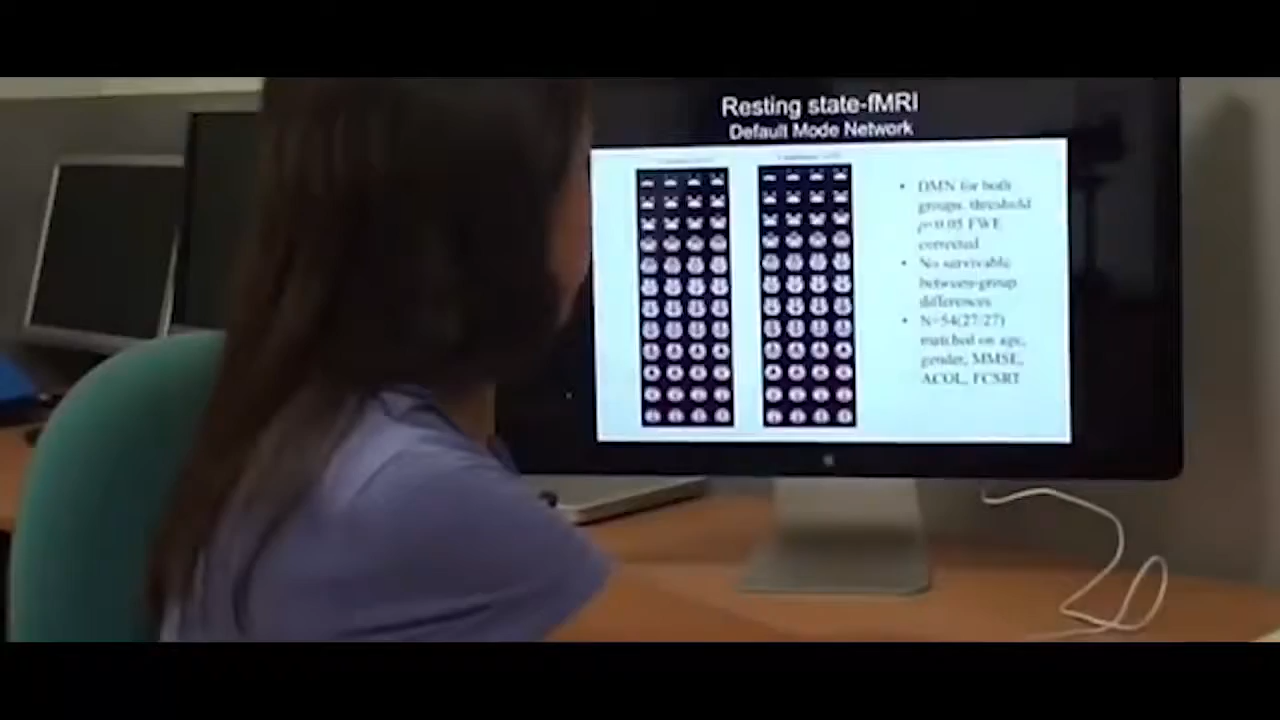 Resting state-fMRI
Default Mode Network
• DMN for both
groups, threshold
p=0.05 FWE
corrected
• No survivable
between-group
differences
• N=54(27/27)
matched on age,
gender, MMSE,
FCSRT